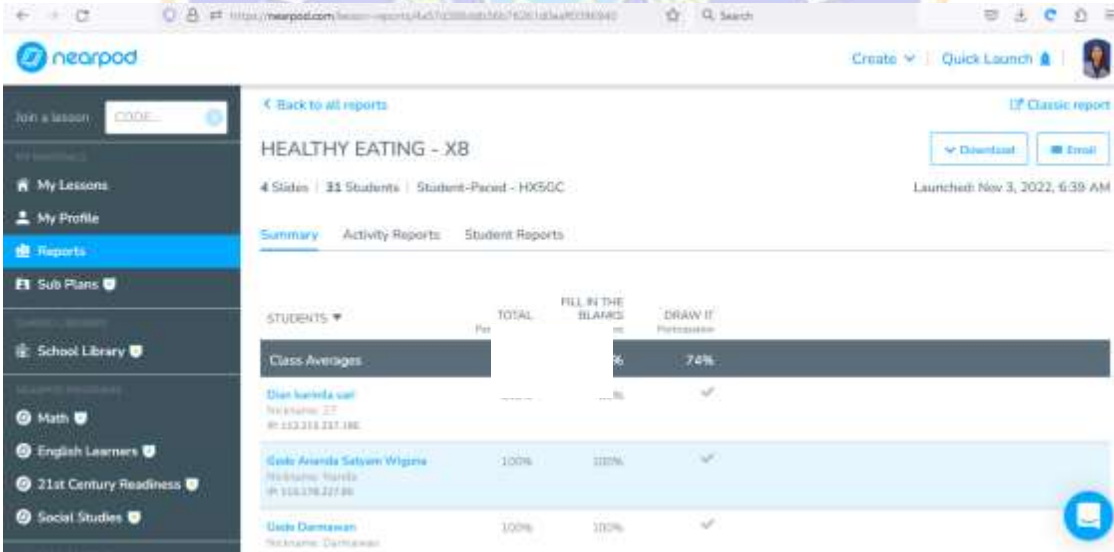 Search
nearpod
Create
Quick Launch
Join a lesson
CODE...
Back to all reports
Classic report
HEALTHY EATING - X8
Download
Email
My Lessons
4 Slides | 31 Students | Student-Paced - HX5GC
Launched: Nov 3, 2022, 6:39 AM
My Profile
Summary
Activity Reports
Student Reports
Reports
Sub Plans
STUDENTS
TOTAL
FILL IN THE
BLANKS
DRAW IT
Participation
School Library
Class Averages
%
74%
Math
English Learners
Gede Ananda Satyam Wiguna
100%
100%
Nickname: Nanda
21st Century Readiness
Social Studies
Gede Darmawan
100%
100%
Nickname: Darmawan